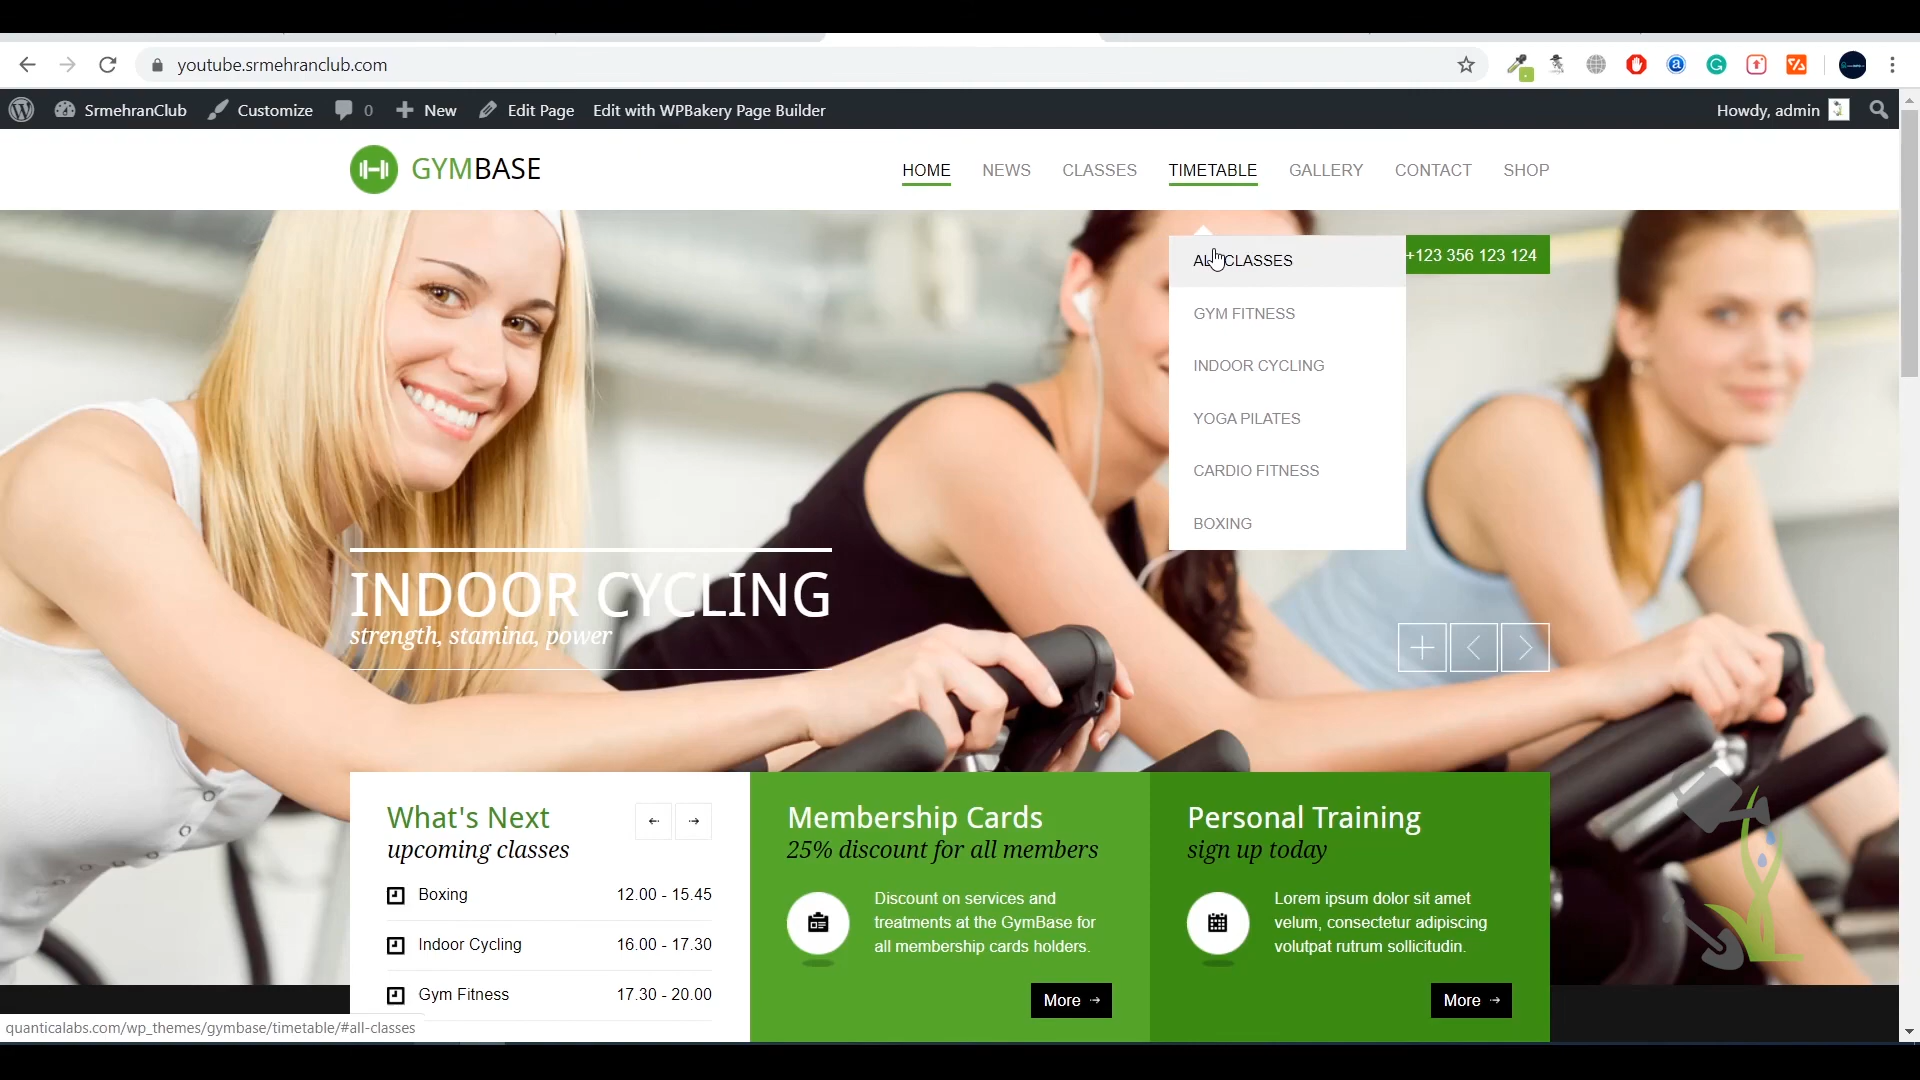 youtube.srmehranclub.com
SrmehranClub Customize 0 New Edit Page Edit with WPBakery Page Builder Howdy, admin
GYMBASE
HOME NEWS CLASSES TIMETABLE GALLERY CONTACT SHOP
ALL CLASSES
+123 356 123 124
GYM FITNESS
INDOOR CYCLING
YOGA PILATES
CARDIO FITNESS
BOXING
INDOOR CYCLING
strength, stamina, power
What's Next
upcoming classes
Boxing 12.00 - 15.45
Indoor Cycling 16.00 - 17.30
Gym Fitness 17.30 - 20.00
Membership Cards
25% discount for all members
Discount on services and
treatments at the GymBase for
all membership cards holders.
More
Personal Training
sign up today
Lorem ipsum dolor sit amet
velum, consectetur adipiscing
volutpat rutrum sollicitudin.
More
quanticalabs.com/wp_themes/gymbase/timetable/#all-classes